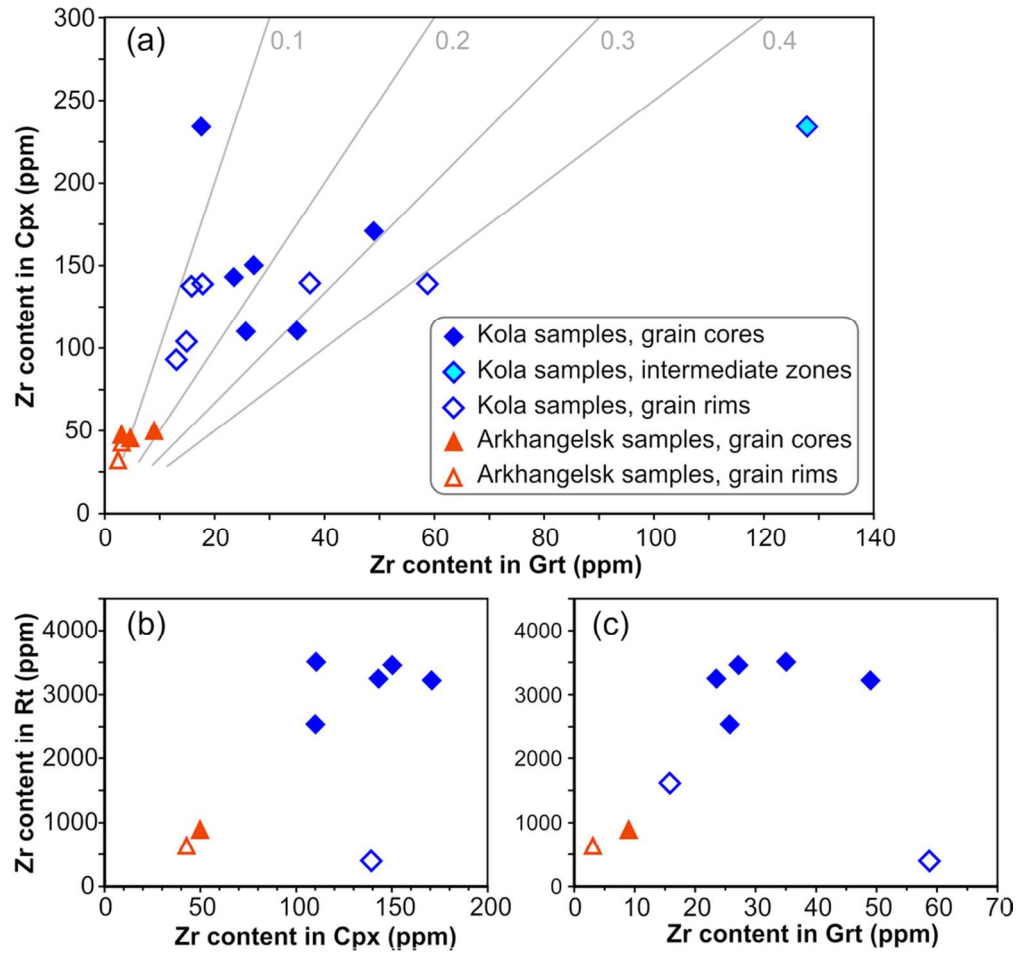 (a)
0.1
0.2
0.3
0.4
300
250
200
150
100
50
0
Zr content in Cpx (ppm)
Kola samples, grain cores
Kola samples, intermediate zones
Kola samples, grain rims
Arkhangelsk samples, grain cores
Arkhangelsk samples, grain rims
0 20 40 60 80 100 120 140
Zr content in Grt (ppm)
(b)
4000
3000
2000
1000
0
Zr content in Rt (ppm)
0 50 100 150 200
Zr content in Cpx (ppm)
(c)
4000
3000
2000
1000
0
0 10 20 30 40 50 60 70
Zr content in Grt (ppm)